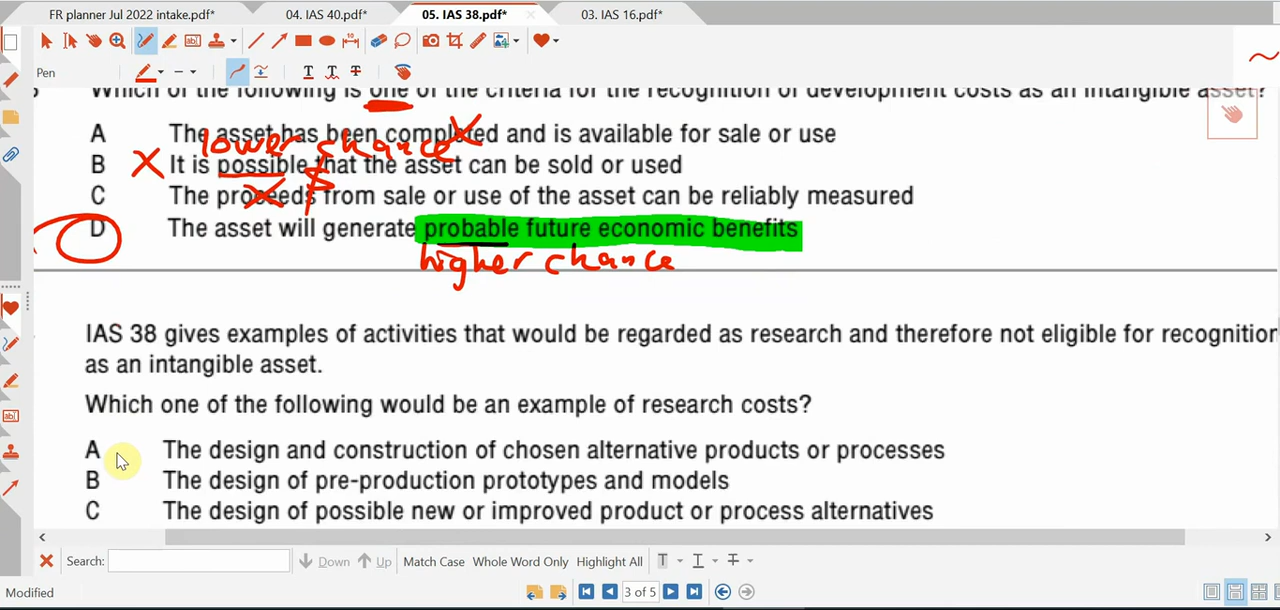 FR planner Jul 2022 intake.pdf*
04. IAS 40.pdf*
05. IAS 38.pdf*
03. IAS 16.pdf*
Pen
Which of the following is one of the criteria for the recognition of development costs as an intangible asset?
A The asset has been completed and is available for sale or use
lower chance
B It is possible that the asset can be sold or used
C The proceeds from sale or use of the asset can be reliably measured
D The asset will generate probable future economic benefits
higher chance
IAS 38 gives examples of activities that would be regarded as research and therefore not eligible for recognition
as an intangible asset.
Which one of the following would be an example of research costs?
A The design and construction of chosen alternative products or processes
B The design of pre-production prototypes and models
C The design of possible new or improved product or process alternatives
Search: Down Up Match Case Whole Word Only Highlight All T T T
Modified 3 of 5